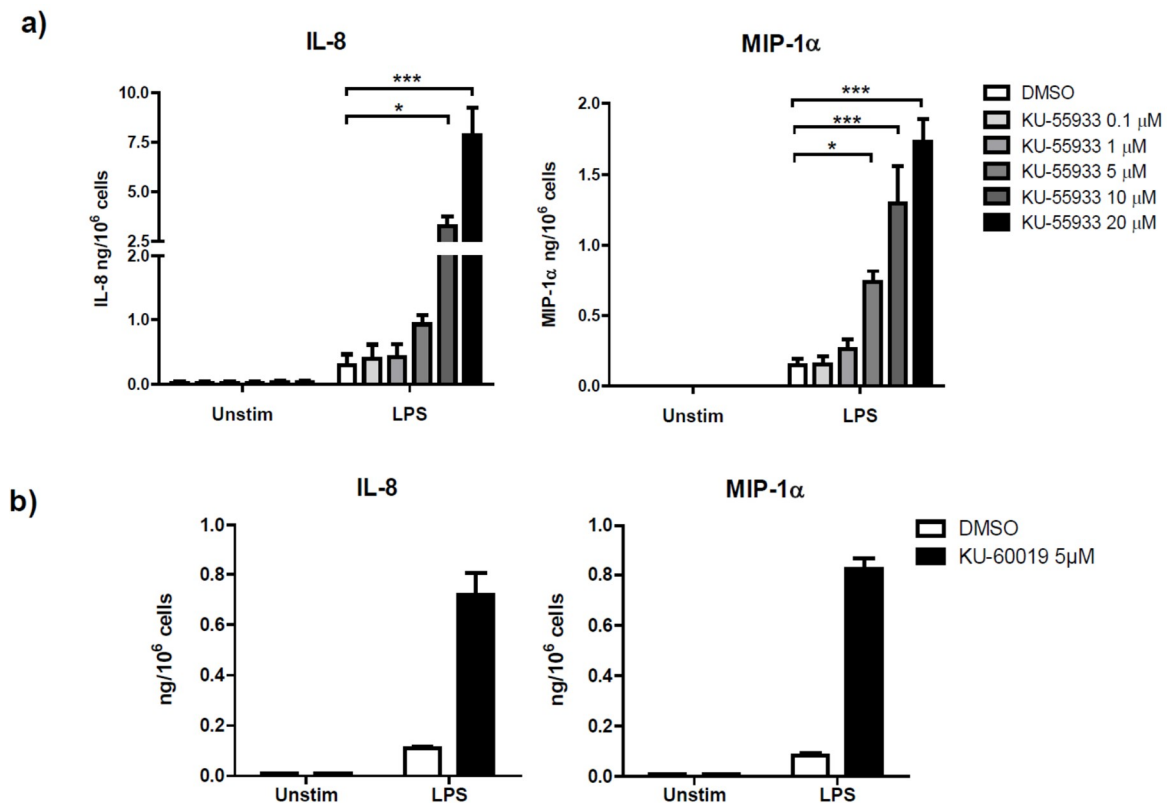 a)
IL-8
IL-8 ng/10⁶ cells
10.0
7.5
5.0
2.5
2.0
1.0
0.0
***
*
Unstim
LPS
MIP-1α
MIP-1α ng/10⁶ cells
2.0
1.5
1.0
0.5
0.0
***
***
*
Unstim
LPS
DMSO
KU-55933 0.1 μM
KU-55933 1 μM
KU-55933 5 μM
KU-55933 10 μM
KU-55933 20 μM
b)
IL-8
ng/10⁶ cells
1.0
0.8
0.6
0.4
0.2
0.0
Unstim
LPS
MIP-1α
ng/10⁶ cells
1.0
0.8
0.6
0.4
0.2
0.0
Unstim
LPS
DMSO
KU-60019 5µM